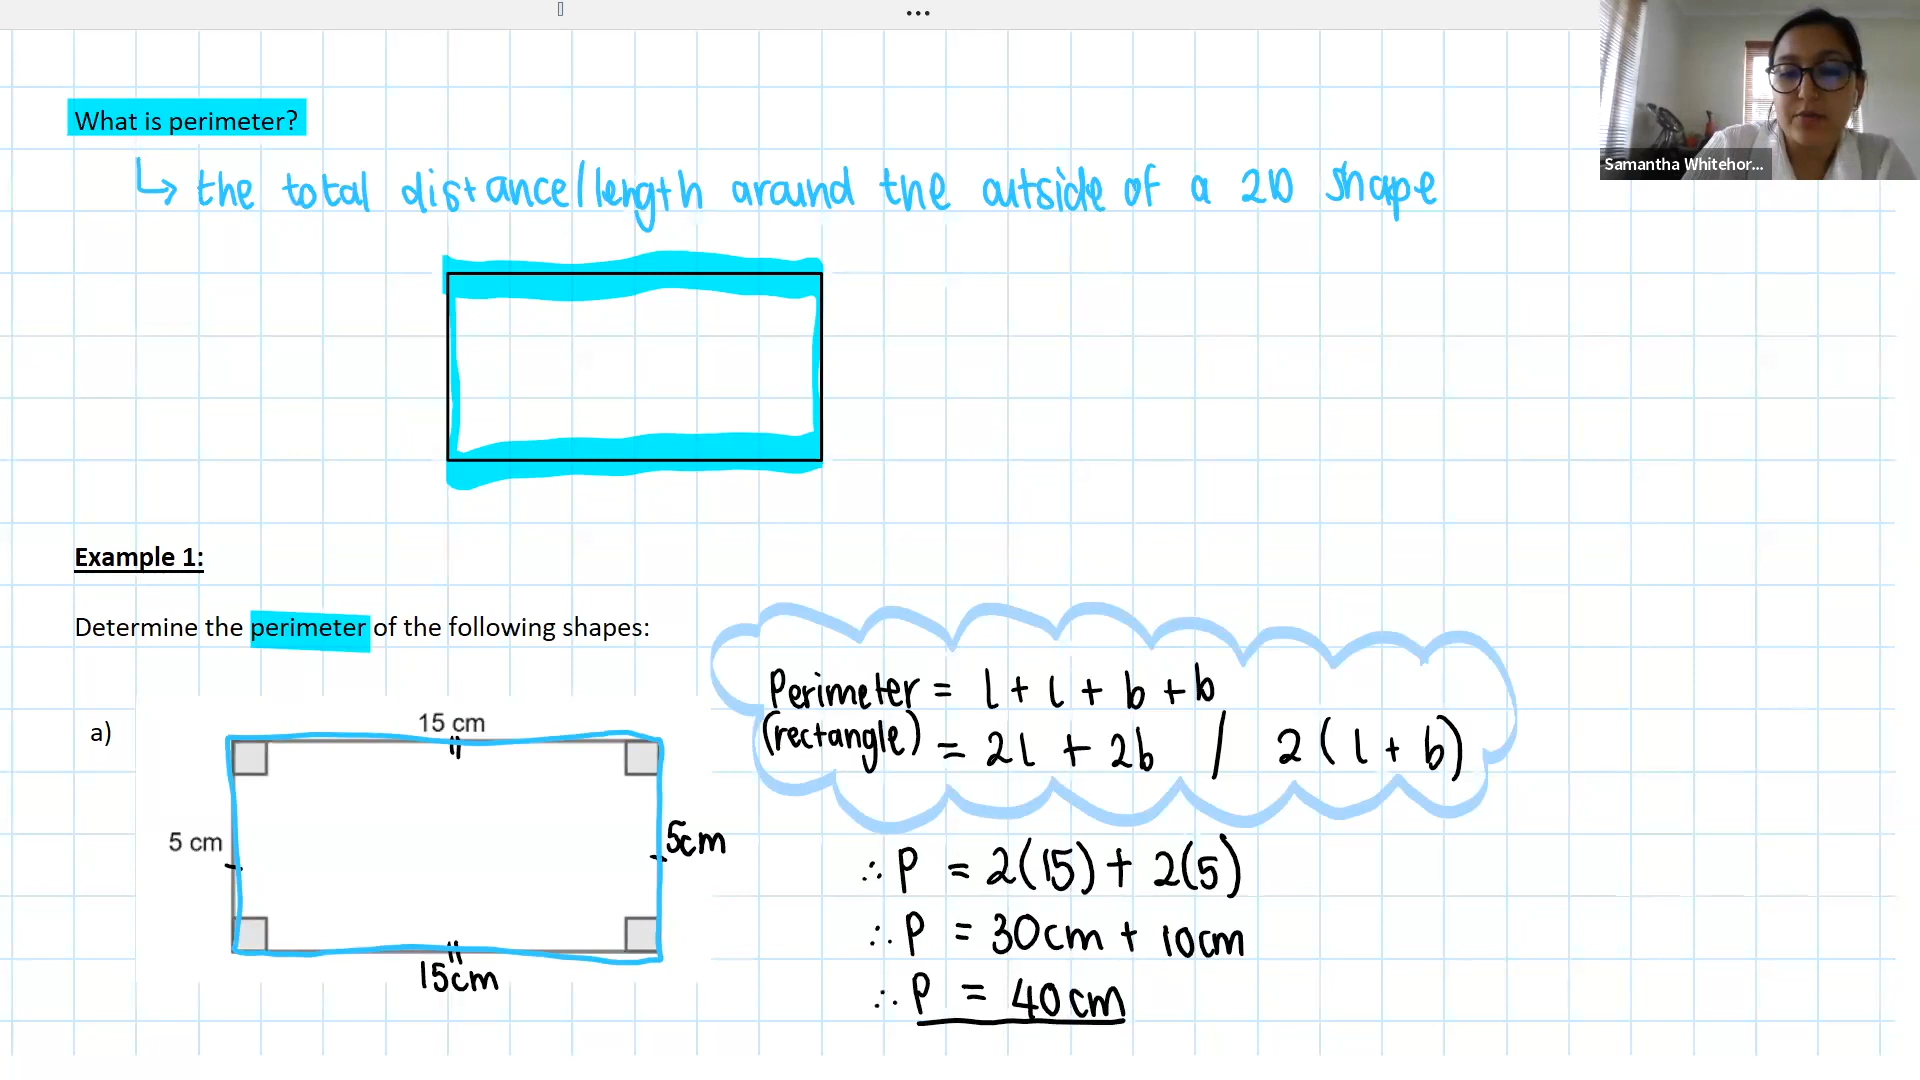 Samantha Whitehor...
What is perimeter?
↳ the total distance/length around the outside of a 2D shape
Example 1:
Determine the perimeter of the following shapes:
a)
15 cm
5 cm
5cm
15cm
Perimeter = l + l + b + b
(rectangle) = 2l + 2b / 2(l + b)
∴ P = 2(15) + 2(5)
∴ P = 30cm + 10cm
∴ P = 40cm